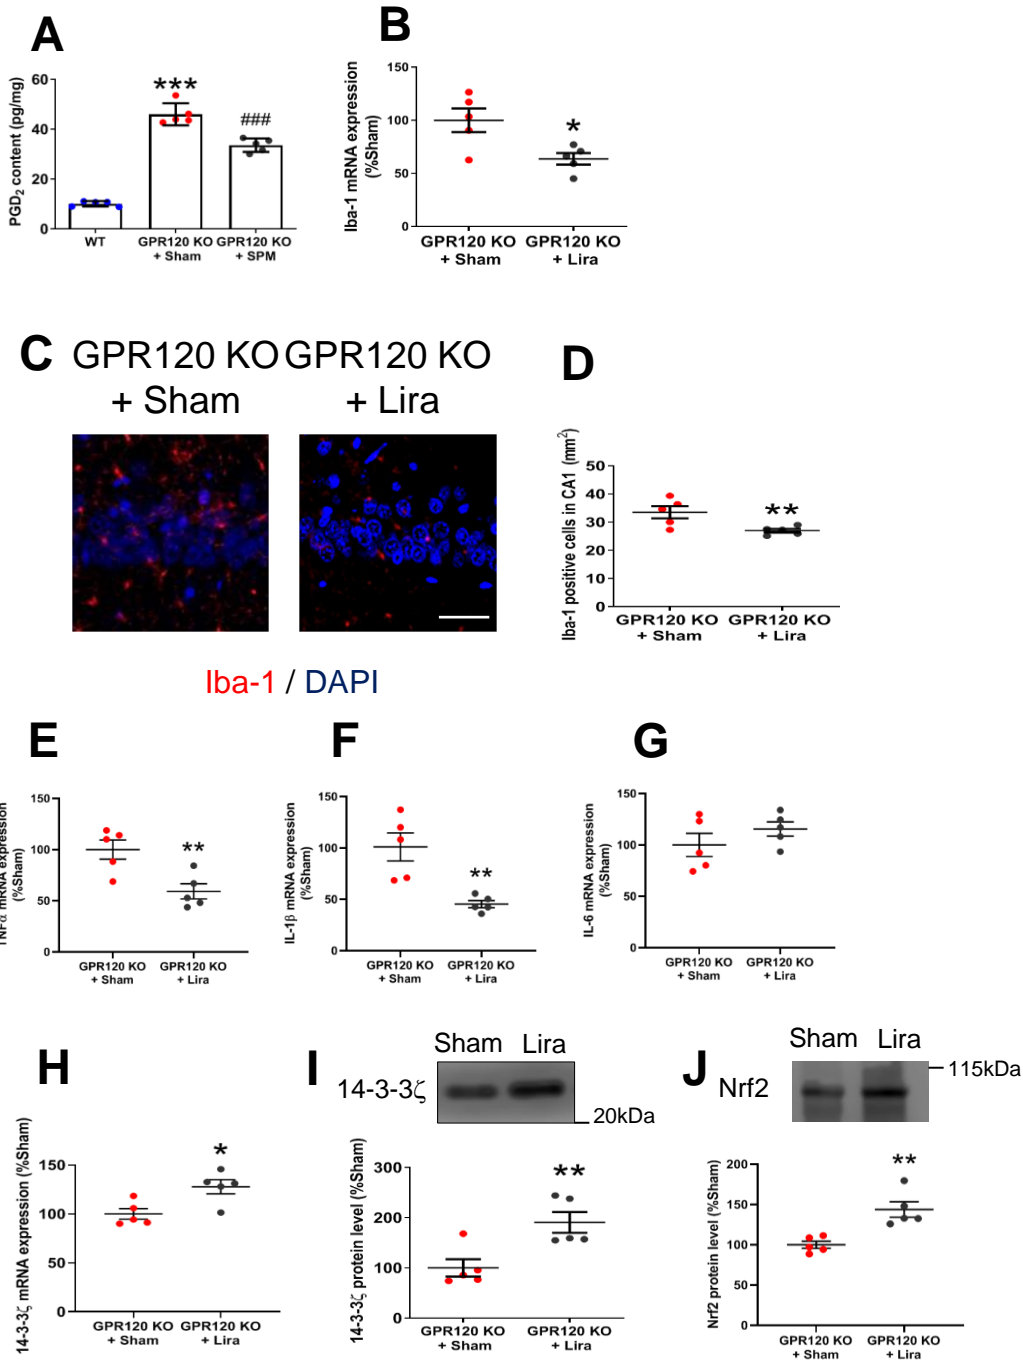 A
PGD2 content (pg/mg)
60
40
20
0
***
###
WT
GPR120 KO
+ Sham
GPR120 KO
+ SPM
B
Iba-1 mRNA expression
(%Sham)
150
100
50
0
*
GPR120 KO
+ Sham
GPR120 KO
+ Lira
C
GPR120 KO
+ Sham
GPR120 KO
+ Lira
Iba-1 / DAPI
D
Iba-1 positive cells in CA1 (mm²)
50
40
30
20
10
0
**
GPR120 KO
+ Sham
GPR120 KO
+ Lira
E
TNFα mRNA expression
(%Sham)
150
100
50
0
**
GPR120 KO
+ Sham
GPR120 KO
+ Lira
F
IL-1β mRNA expression
(%Sham)
150
100
50
0
**
GPR120 KO
+ Sham
GPR120 KO
+ Lira
G
IL-6 mRNA expression
(%Sham)
150
100
50
0
GPR120 KO
+ Sham
GPR120 KO
+ Lira
H
14-3-3ζ mRNA expression (%Sham)
150
100
50
0
*
GPR120 KO
+ Sham
GPR120 KO
+ Lira
I
Sham Lira
14-3-3ζ
20kDa
14-3-3ζ protein level (%Sham)
300
200
100
0
**
GPR120 KO
+ Sham
GPR120 KO
+ Lira
J
Sham Lira
Nrf2
115kDa
Nrf2 protein level (%Sham)
200
150
100
50
0
**
GPR120 KO
+ Sham
GPR120 KO
+ Lira